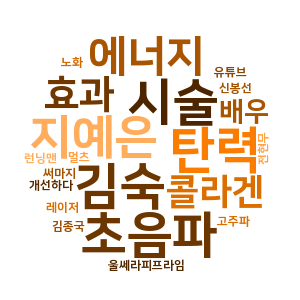 에너지
노화
유튜브
효과
시술
신봉선
배우
지예은
탄력
전현무
런닝맨
멀츠
써마지
개선하다
김숙
콜라겐
레이저
초음파
고주파
김종국
울쎄라피프라임